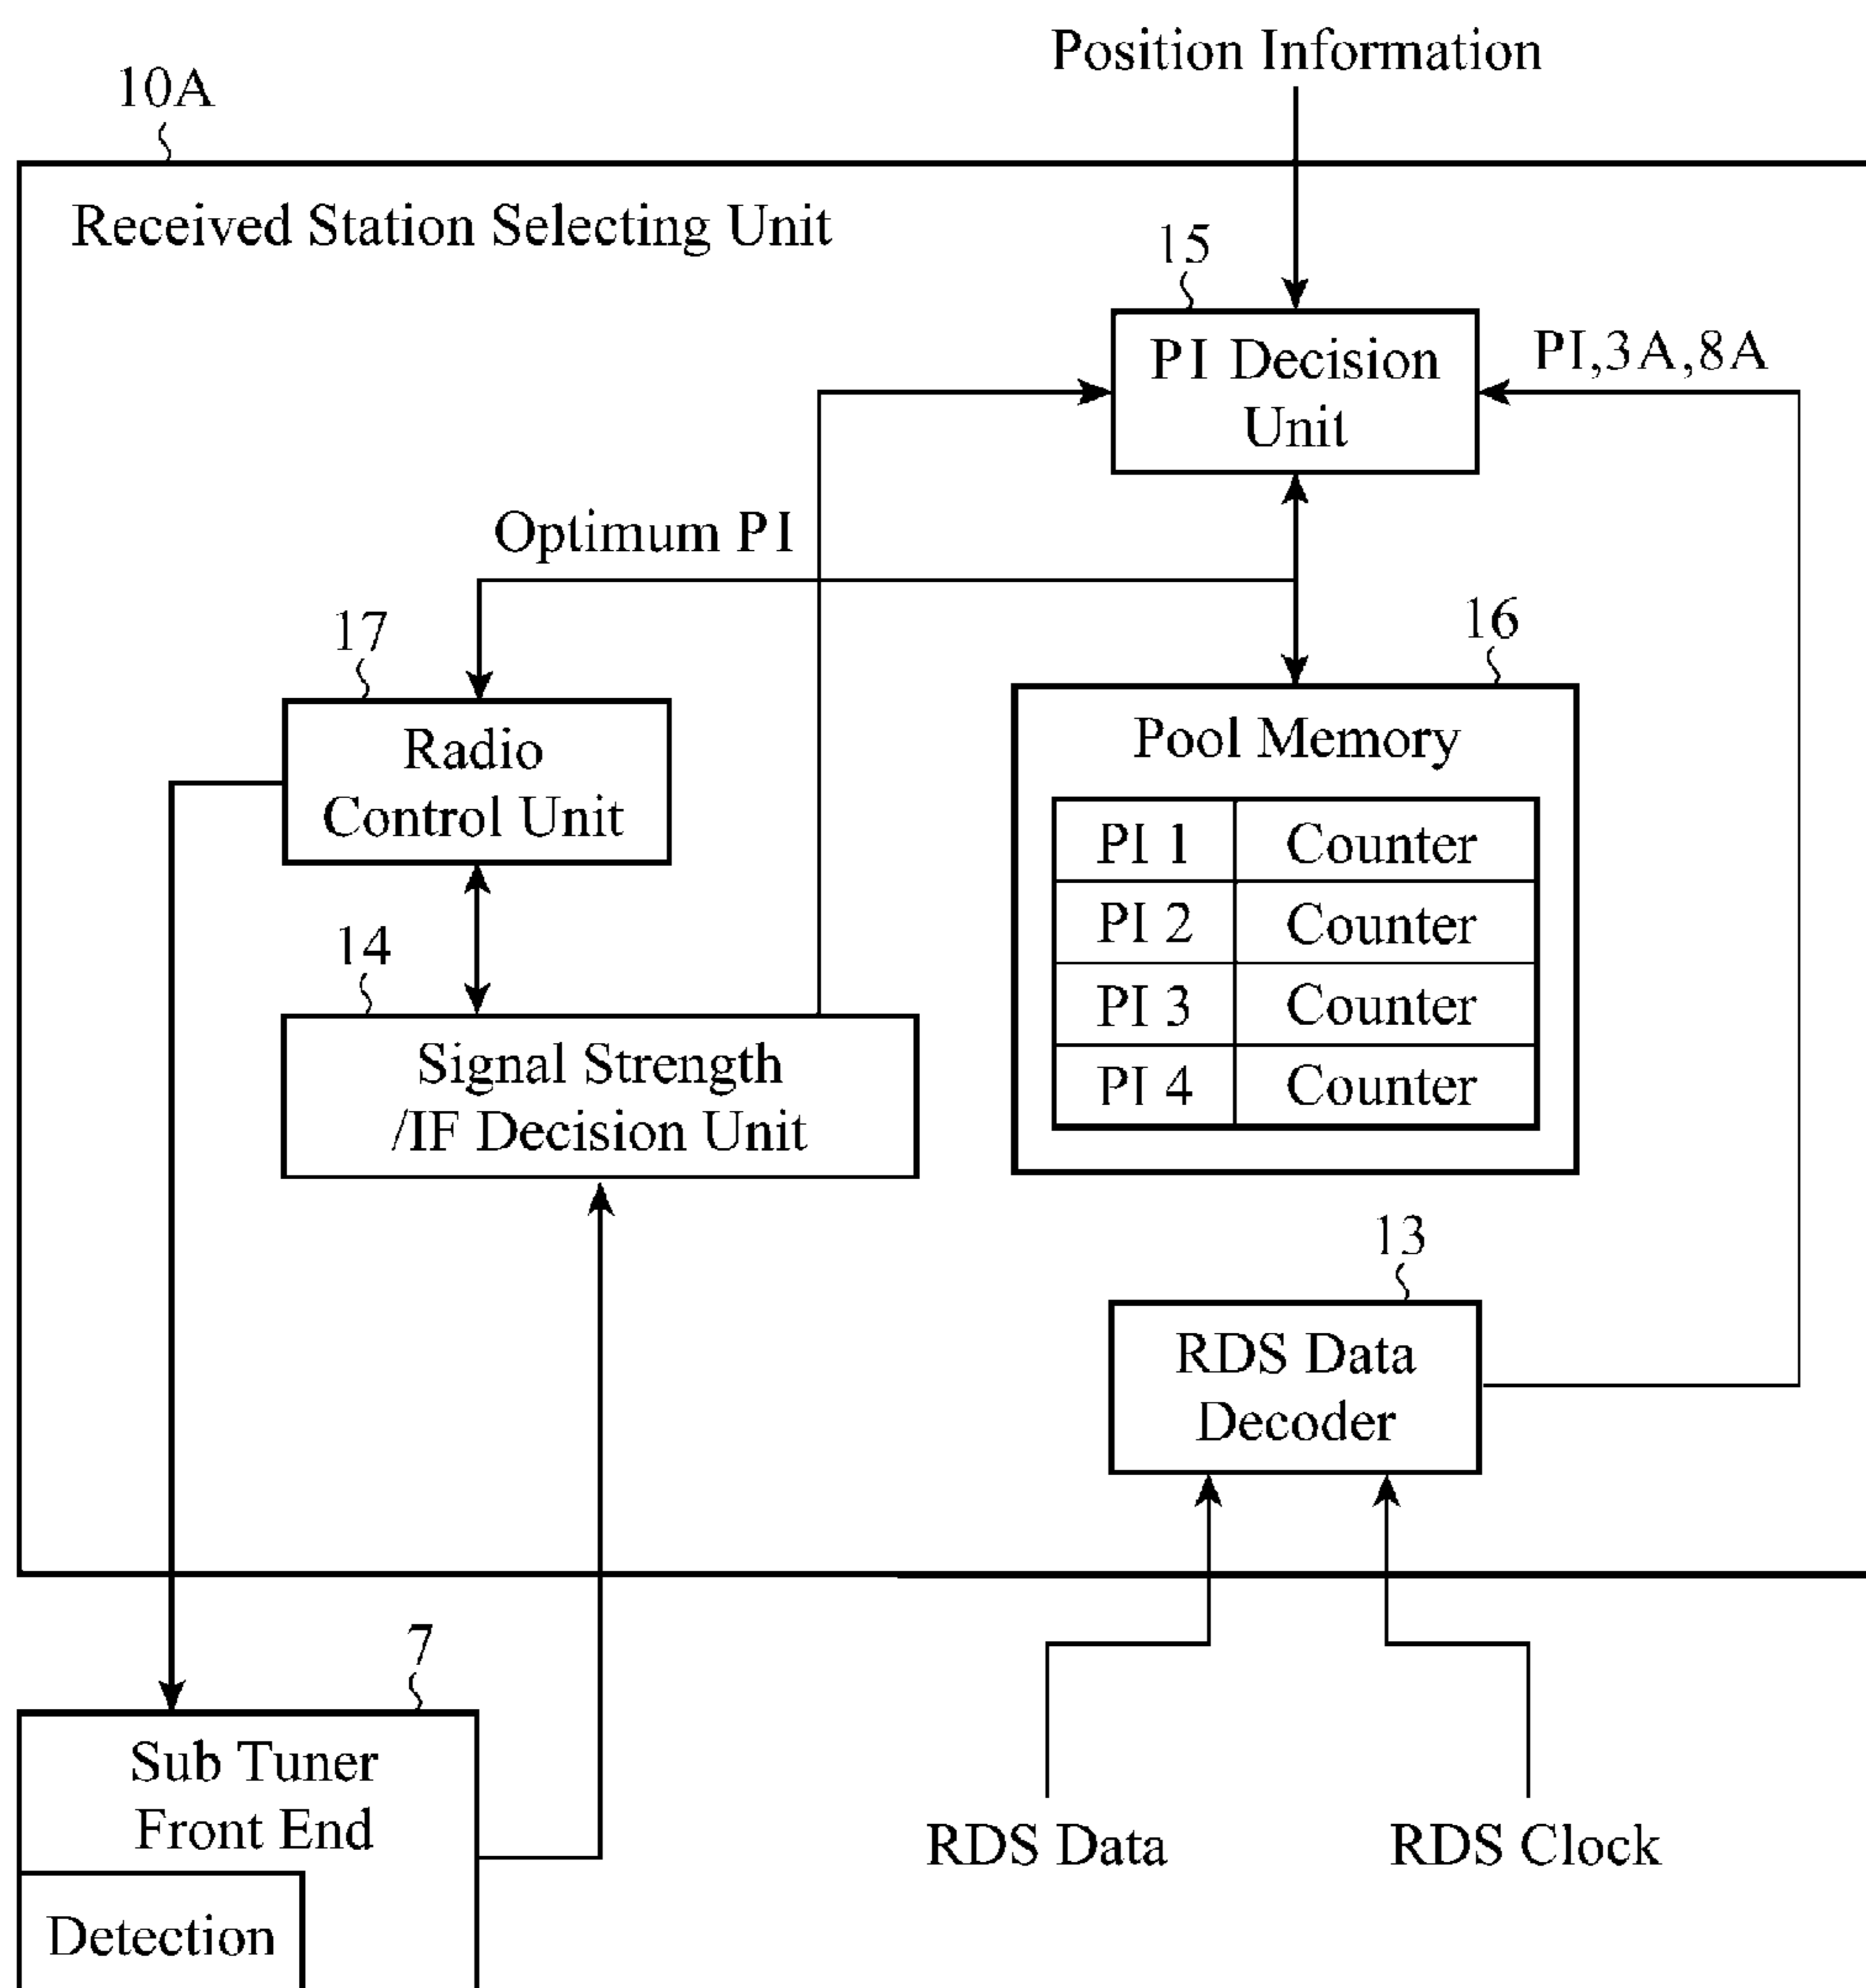 Position Information
10A
Received Station Selecting Unit
15
PI Decision
Unit
PI,3A,8A
Optimum PI
17
16
Radio
Control Unit
Pool Memory
PI 1 Counter
PI 2 Counter
PI 3 Counter
PI 4 Counter
14
Signal Strength
/IF Decision Unit
13
RDS Data
Decoder
7
Sub Tuner
Front End
Detection
RDS Data
RDS Clock